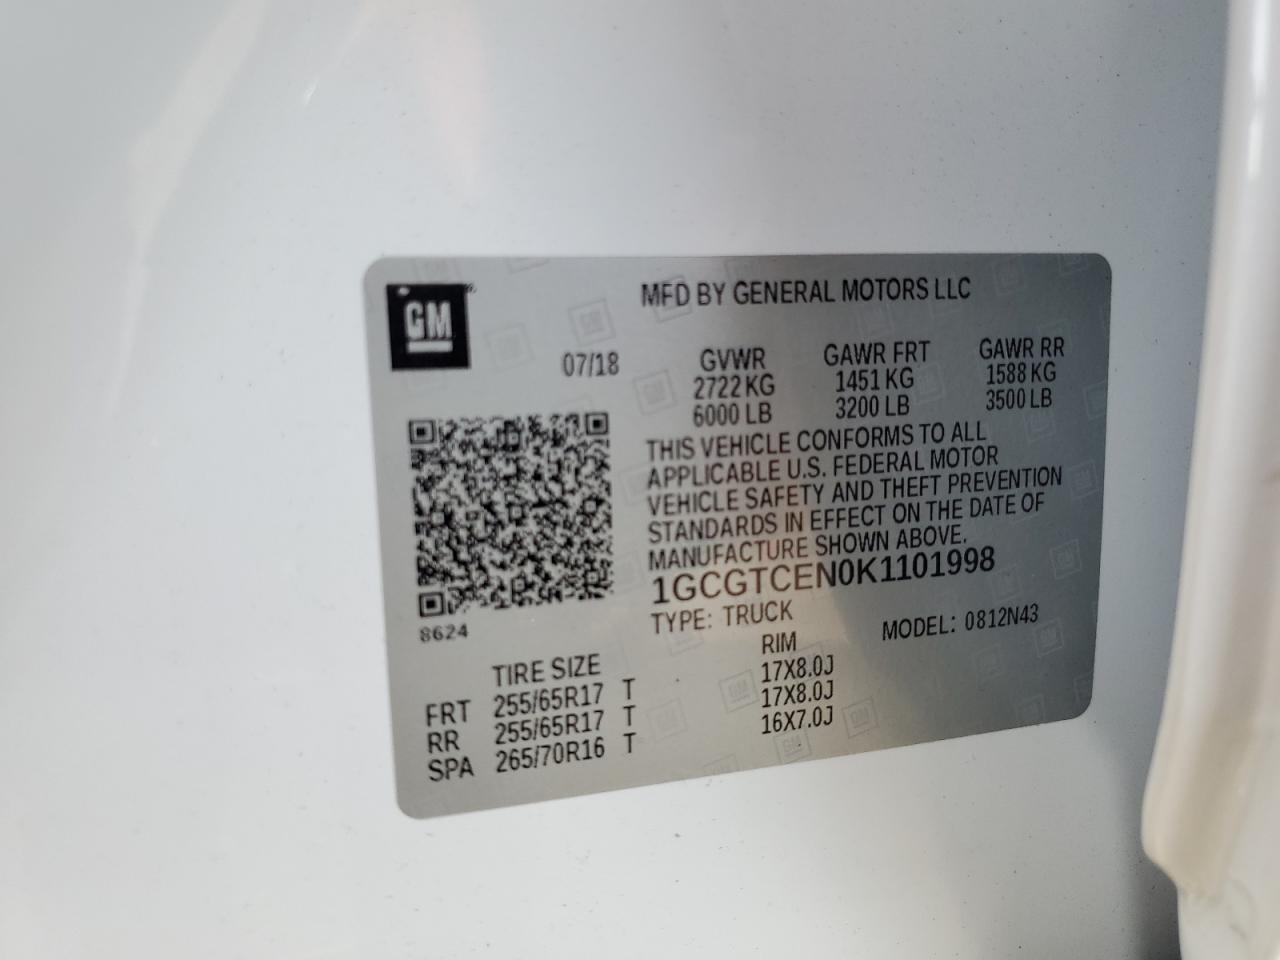 GM
MFD BY GENERAL MOTORS LLC
07/18
GVWR GAWR FRT GAWR RR
2722 KG 1451 KG 1588 KG
6000 LB 3200 LB 3500 LB
THIS VEHICLE CONFORMS TO ALL
APPLICABLE U.S. FEDERAL MOTOR
VEHICLE SAFETY AND THEFT PREVENTION
STANDARDS IN EFFECT ON THE DATE OF
MANUFACTURE SHOWN ABOVE.
1GCGTCEN0K1101998
TYPE: TRUCK MODEL: 0812N43
8624
TIRE SIZE RIM
FRT 255/65R17 T 17X8.0J
RR 255/65R17 T 17X8.0J
SPA 265/70R16 T 16X7.0J